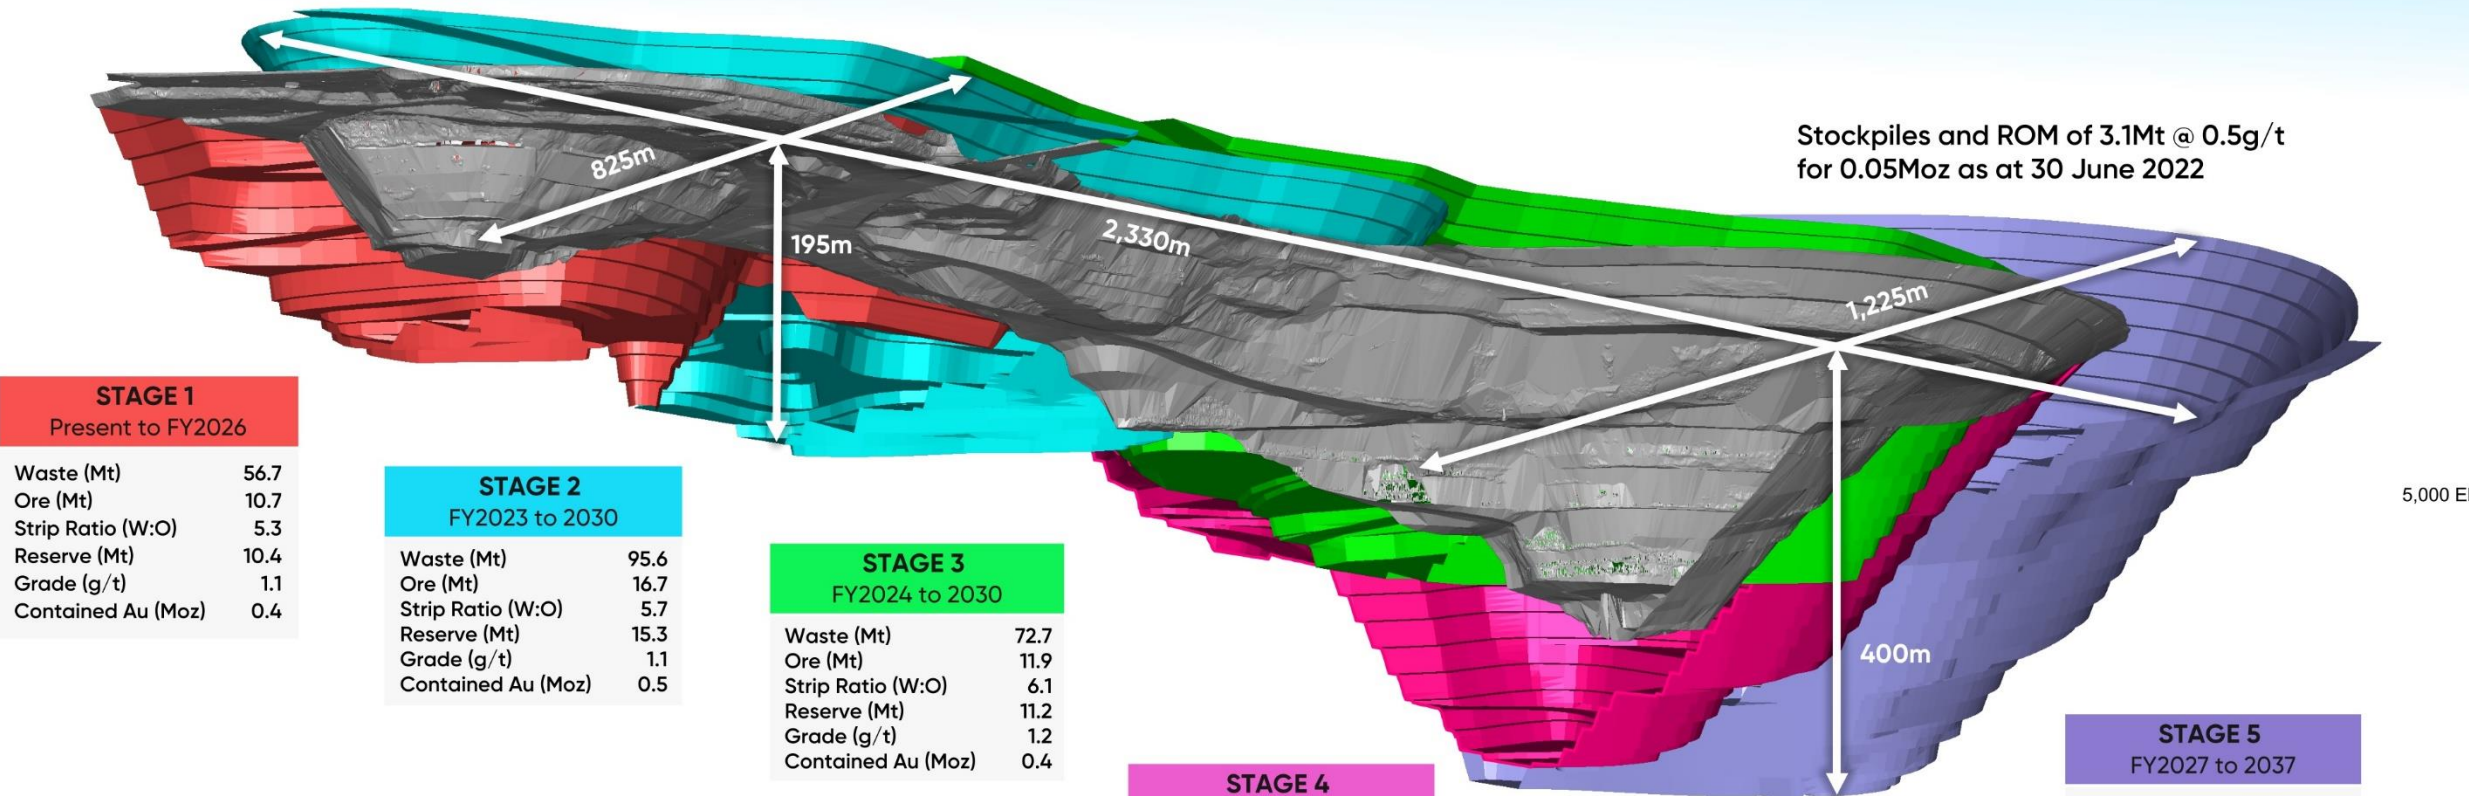 Stockpiles and ROM of 3.1Mt @ 0.5g/t
for 0.05Moz as at 30 June 2022
825m
195m
2,330m
1,225m
400m
STAGE 1
Present to FY2026
Waste (Mt) 56.7
Ore (Mt) 10.7
Strip Ratio (W:O) 5.3
Reserve (Mt) 10.4
Grade (g/t) 1.1
Contained Au (Moz) 0.4
STAGE 2
FY2023 to 2030
Waste (Mt) 95.6
Ore (Mt) 16.7
Strip Ratio (W:O) 5.7
Reserve (Mt) 15.3
Grade (g/t) 1.1
Contained Au (Moz) 0.5
STAGE 3
FY2024 to 2030
Waste (Mt) 72.7
Ore (Mt) 11.9
Strip Ratio (W:O) 6.1
Reserve (Mt) 11.2
Grade (g/t) 1.2
Contained Au (Moz) 0.4
STAGE 4
STAGE 5
FY2027 to 2037
5,000